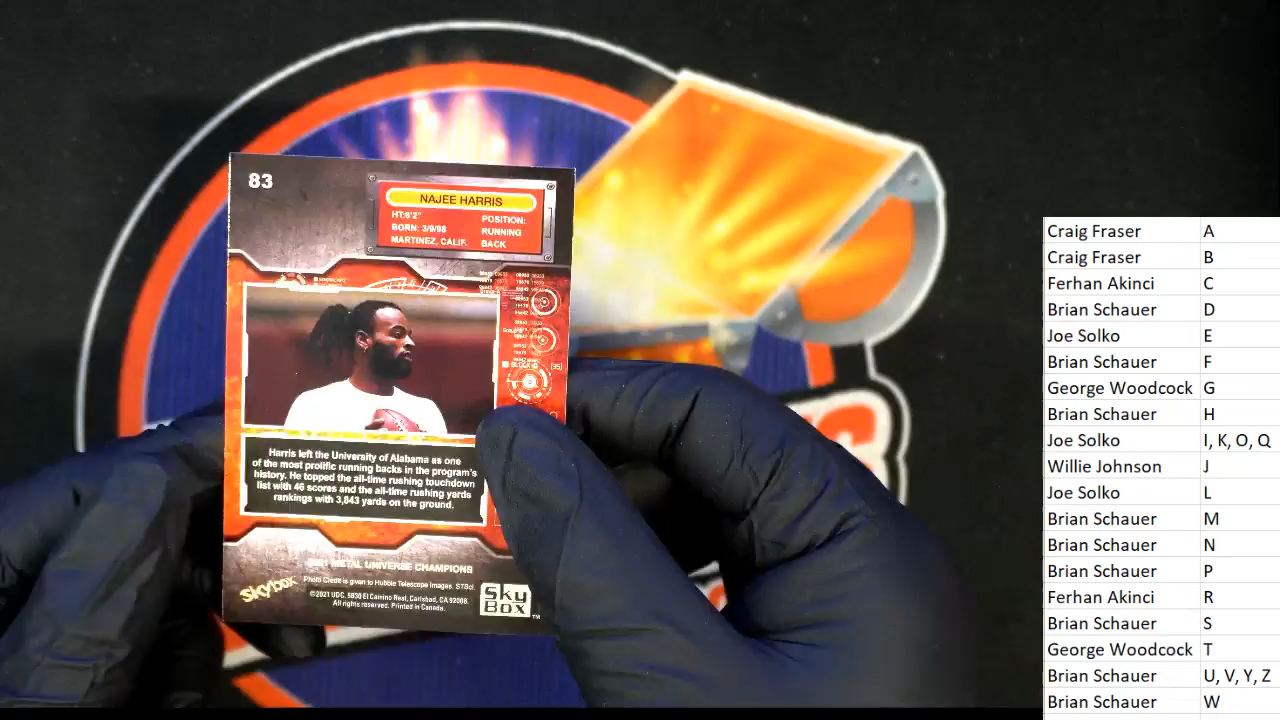 83
NAJEE HARRIS
HT:6'2"
BORN: 3/9/98
MARTINEZ, CALIF.
POSITION:
RUNNING
BACK
Harris left the University of Alabama as one
of the most prolific running backs in the program's
history. He topped the all-time rushing touchdown
list with 46 scores and the all-time rushing yards
rankings with 3,843 yards on the ground.
METAL UNIVERSE CHAMPIONS
Photo Credit is given to Hubble Telescope Images, STScI.
©2021 UDC. 5830 El Camino Real, Carlsbad, CA 92008.
All rights reserved. Printed in Canada.
skybox
Sky
Box
TM
Craig Fraser A
Craig Fraser B
Ferhan Akinci C
Brian Schauer D
Joe Solko E
Brian Schauer F
George Woodcock G
Brian Schauer H
Joe Solko I, K, O, Q
Willie Johnson J
Joe Solko L
Brian Schauer M
Brian Schauer N
Brian Schauer P
Ferhan Akinci R
Brian Schauer S
George Woodcock T
Brian Schauer U, V, Y, Z
Brian Schauer W